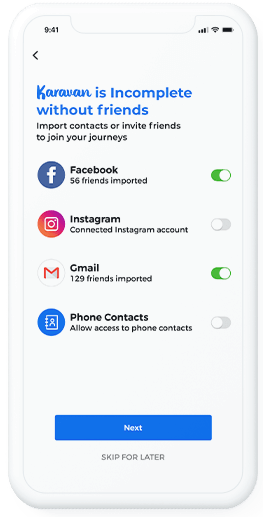 9:41
Karavan is Incomplete
without friends
Import contacts or invite friends
to join your journeys
Facebook
56 friends imported
Instagram
Connected Instagram account
Gmail
129 friends imported
Phone Contacts
Allow access to phone contacts
Next
SKIP FOR LATER